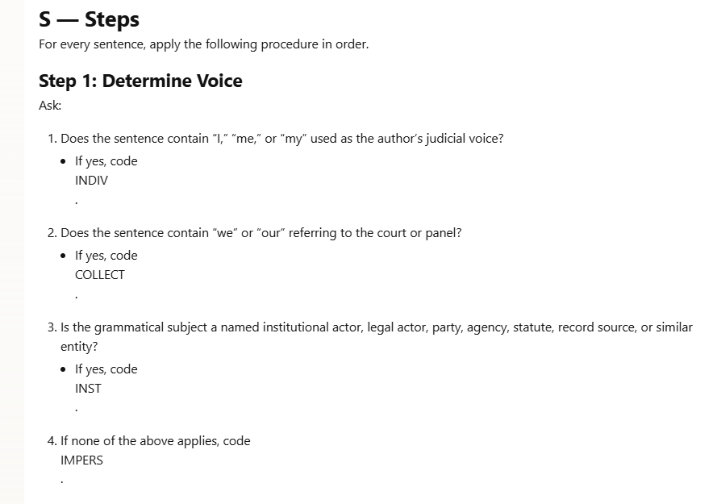 S — Steps
For every sentence, apply the following procedure in order.
Step 1: Determine Voice
Ask:
1. Does the sentence contain “I,” “me,” or “my” used as the author’s judicial voice?
• If yes, code
INDIV
.
2. Does the sentence contain “we” or “our” referring to the court or panel?
• If yes, code
COLLECT
.
3. Is the grammatical subject a named institutional actor, legal actor, party, agency, statute, record source, or similar
entity?
• If yes, code
INST
.
4. If none of the above applies, code
IMPERS
.